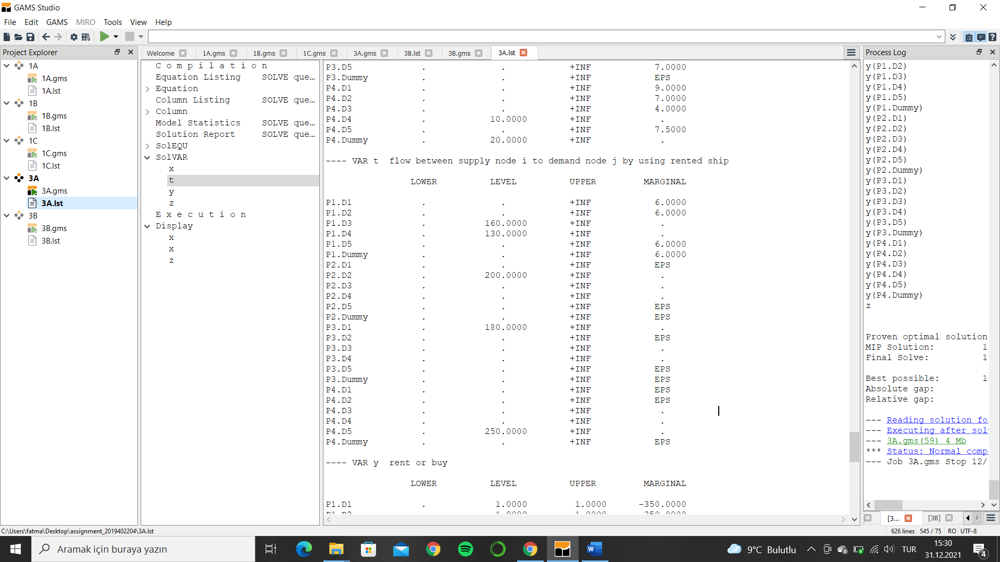 GAMS Studio
File Edit GAMS MIRO Tools View Help
Project Explorer
1A
1A.gms
1A.lst
1B
1B.gms
1B.lst
1C
1C.gms
1C.lst
3A
3A.gms
3A.lst
3B
3B.gms
3B.lst
Welcome 1A.gms 1B.gms 1C.gms 3A.gms 3B.lst 3B.gms 3A.lst
C o m p i l a t i o n
Equation Listing SOLVE que...
Equation
Column Listing SOLVE que...
Column
Model Statistics SOLVE que...
Solution Report SOLVE que...
SolEQU
SolVAR
x
t
y
z
E x e c u t i o n
Display
x
x
z
P3.D5 . . +INF 7.0000
P3.Dummy . . +INF EPS
P4.D1 . . +INF 9.0000
P4.D2 . . +INF 7.0000
P4.D3 . . +INF 4.0000
P4.D4 . 10.0000 +INF .
P4.D5 . . +INF 7.5000
P4.Dummy . 20.0000 +INF .
---- VAR t flow between supply node i to demand node j by using rented ship
LOWER LEVEL UPPER MARGINAL
P1.D1 . . +INF 6.0000
P1.D2 . . +INF 6.0000
P1.D3 . 160.0000 +INF .
P1.D4 . 130.0000 +INF .
P1.D5 . . +INF 6.0000
P1.Dummy . . +INF 6.0000
P2.D1 . . +INF EPS
P2.D2 . 200.0000 +INF .
P2.D3 . . +INF .
P2.D4 . . +INF .
P2.D5 . . +INF EPS
P2.Dummy . . +INF EPS
P3.D1 . 180.0000 +INF .
P3.D2 . . +INF EPS
P3.D3 . . +INF .
P3.D4 . . +INF .
P3.D5 . . +INF EPS
P3.Dummy . . +INF EPS
P4.D1 . . +INF EPS
P4.D2 . . +INF EPS
P4.D3 . . +INF .
P4.D4 . . +INF .
P4.D5 . 250.0000 +INF .
P4.Dummy . . +INF EPS
---- VAR y rent or buy
LOWER LEVEL UPPER MARGINAL
P1.D1 . 1.0000 1.0000 -350.0000
Process Log
y(P1.D2)
y(P1.D3)
y(P1.D4)
y(P1.D5)
y(P1.Dummy)
y(P2.D1)
y(P2.D2)
y(P2.D3)
y(P2.D4)
y(P2.D5)
y(P2.Dummy)
y(P3.D1)
y(P3.D2)
y(P3.D3)
y(P3.D4)
y(P3.D5)
y(P3.Dummy)
y(P4.D1)
y(P4.D2)
y(P4.D3)
y(P4.D4)
y(P4.D5)
y(P4.Dummy)
z
Proven optimal solution
MIP Solution: 1
Final Solve: 1
Best possible: 1
Absolute gap:
Relative gap:
--- Reading solution fo
--- Executing after sol
--- 3A.gms(59) 4 Mb
*** Status: Normal comp
--- Job 3A.gms Stop 12/
[3... [3B]
C:\Users\fatma\Desktop\assignment_2019402204\3A.lst
626 lines 545 / 75 RO UTF-8
Aramak için buraya yazın
9°C Bulutlu
TUR
15:30
31.12.2021
4